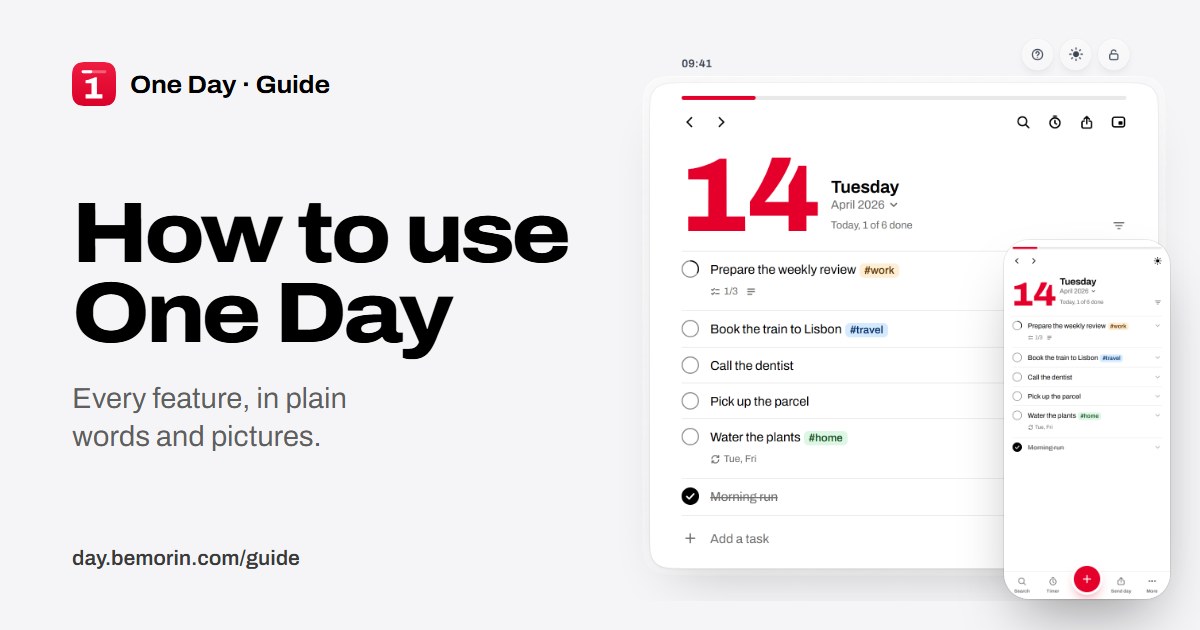 1
One Day · Guide
How to use
One Day
Every feature, in plain
words and pictures.
day.bemorin.com/guide
09:41
14
Tuesday
April 2026
Today, 1 of 6 done
Prepare the weekly review #work
1/3
Book the train to Lisbon #travel
Call the dentist
Pick up the parcel
Water the plants #home
Tue, Fri
Morning run
Add a task
14
Tuesday
April 2026
Today, 1 of 6 done
Prepare the weekly review #work
1/3
Book the train to Lisbon #travel
Call the dentist
Pick up the parcel
Water the plants #home
Tue, Fri
Morning run
Search Timer Send day More